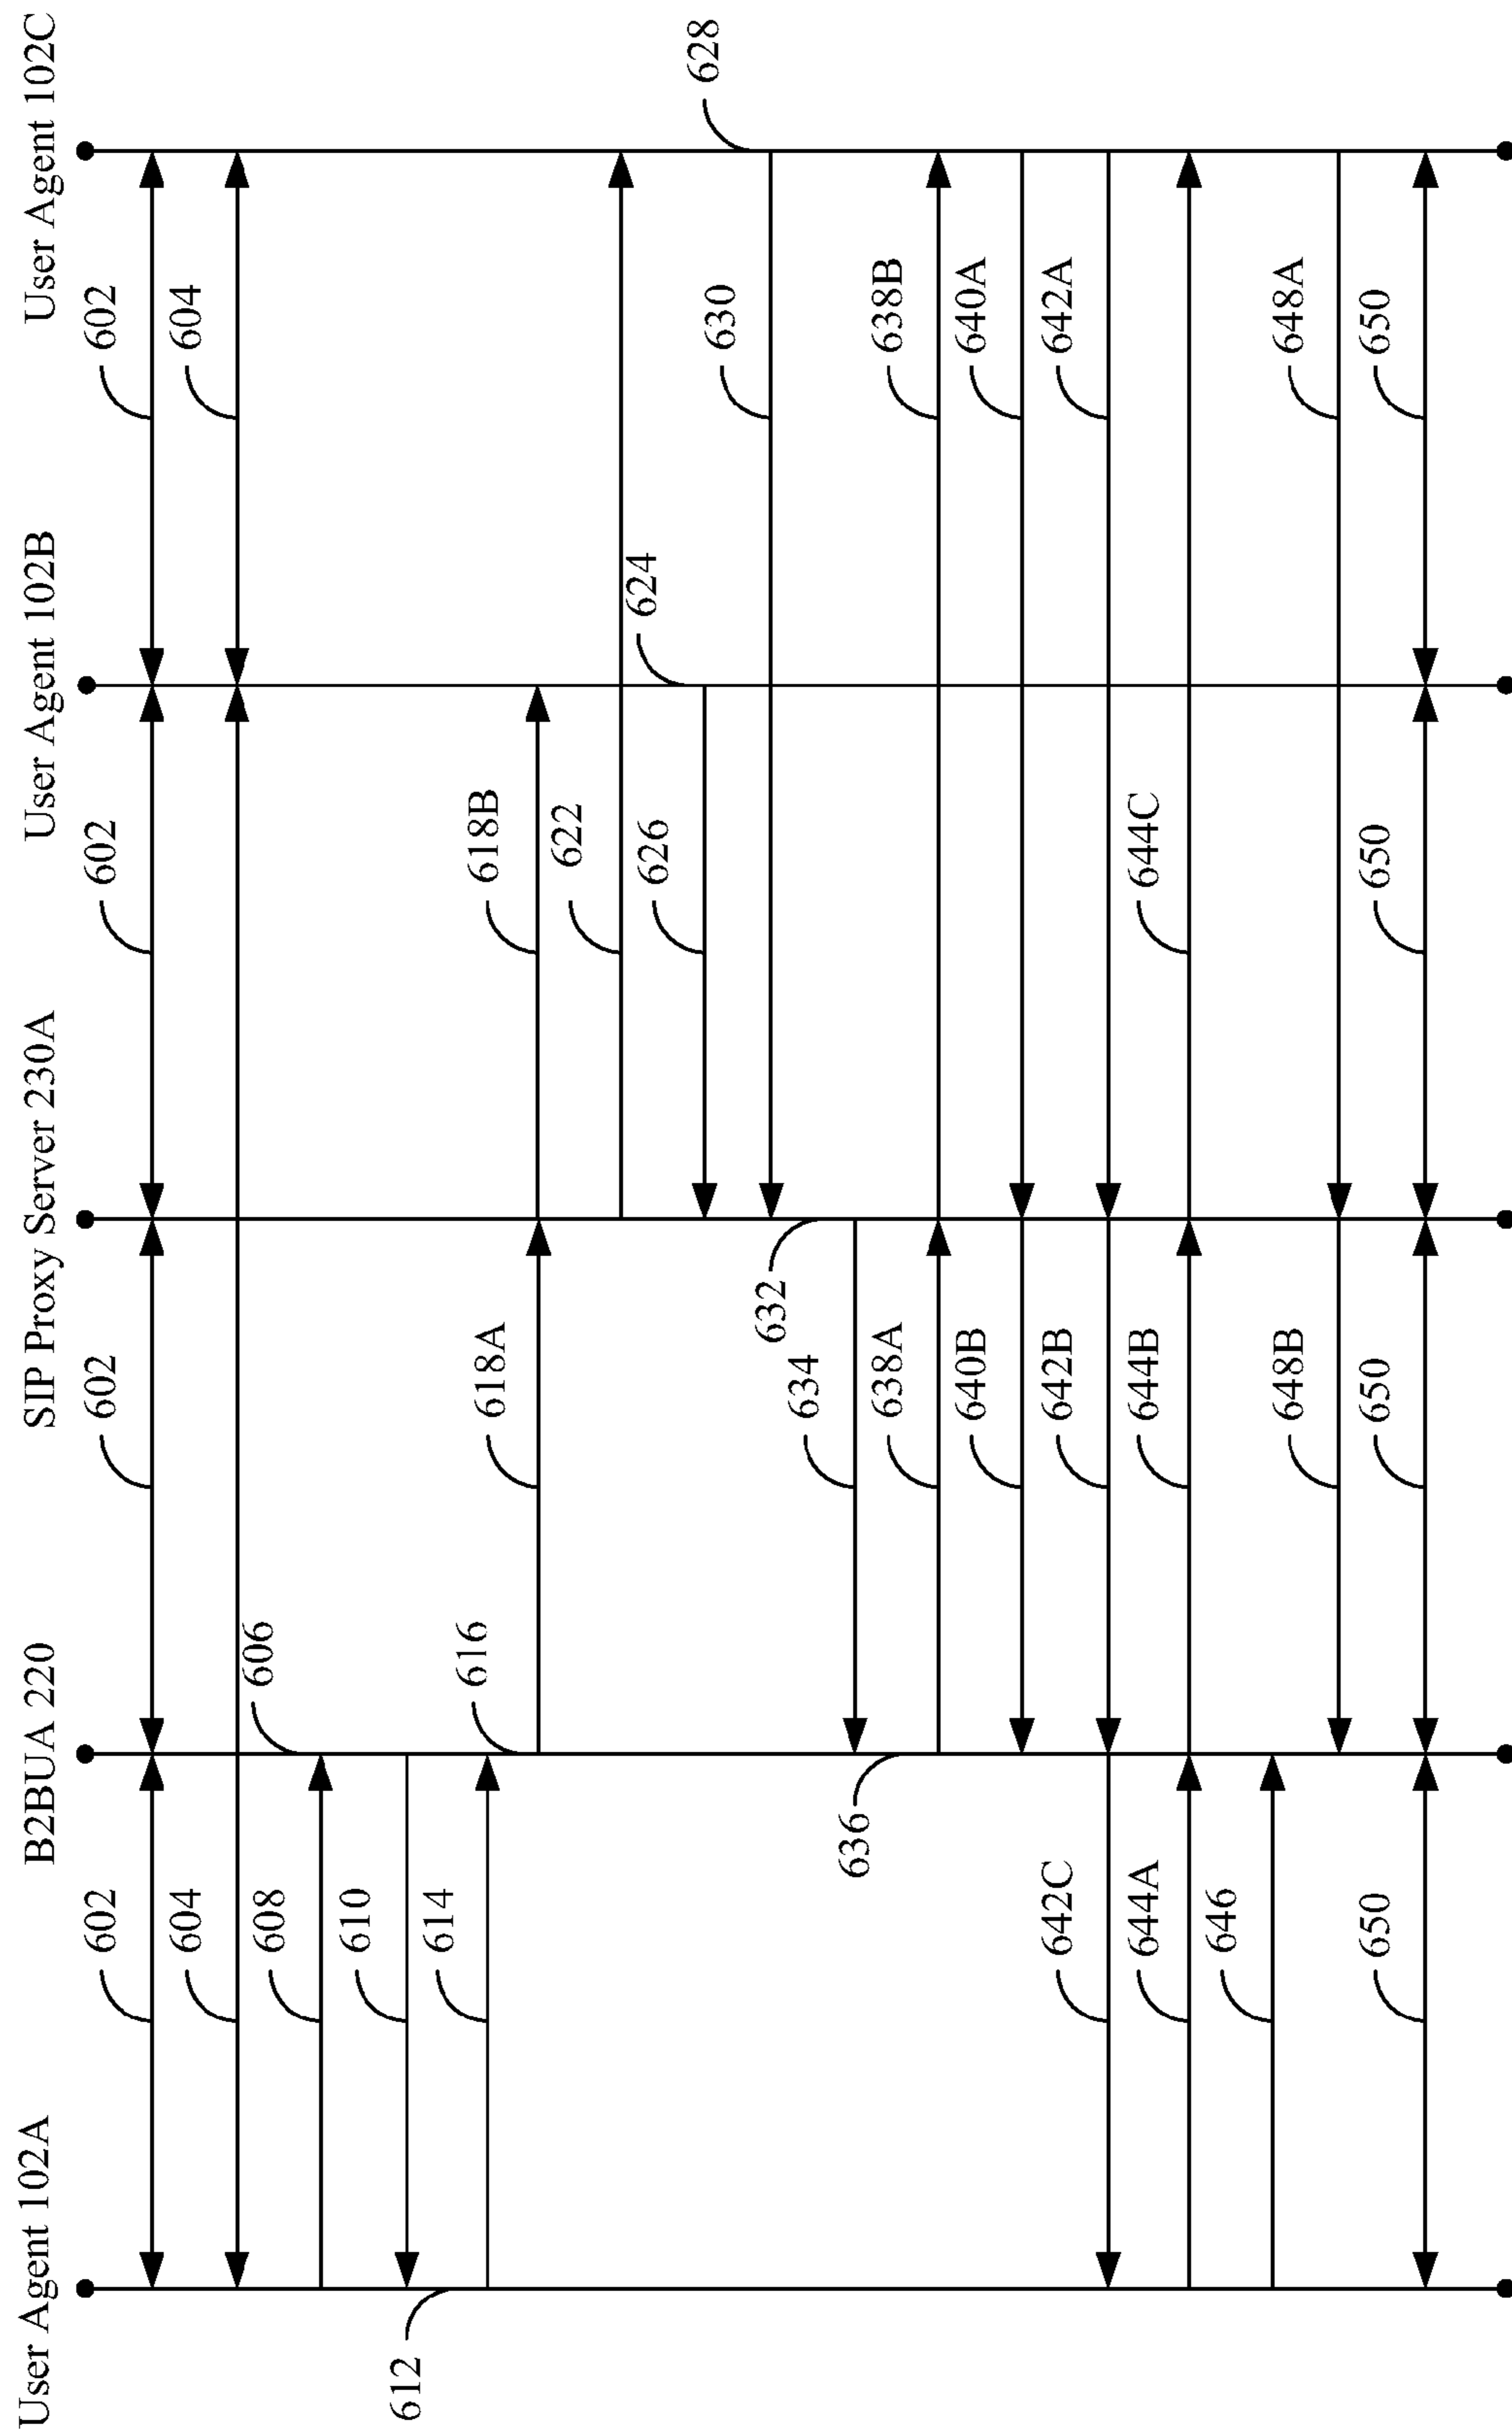 User Agent 102A
B2BUA 220
SIP Proxy Server 230A
User Agent 102B
User Agent 102C
602
602
602
602
604
604
606
608
610
612
614
616
618A
618B
622
624
626
628
630
632
634
636
638A
638B
640B
640A
642C
642B
642A
644A
644B
644C
646
648B
648A
650
650
650
650